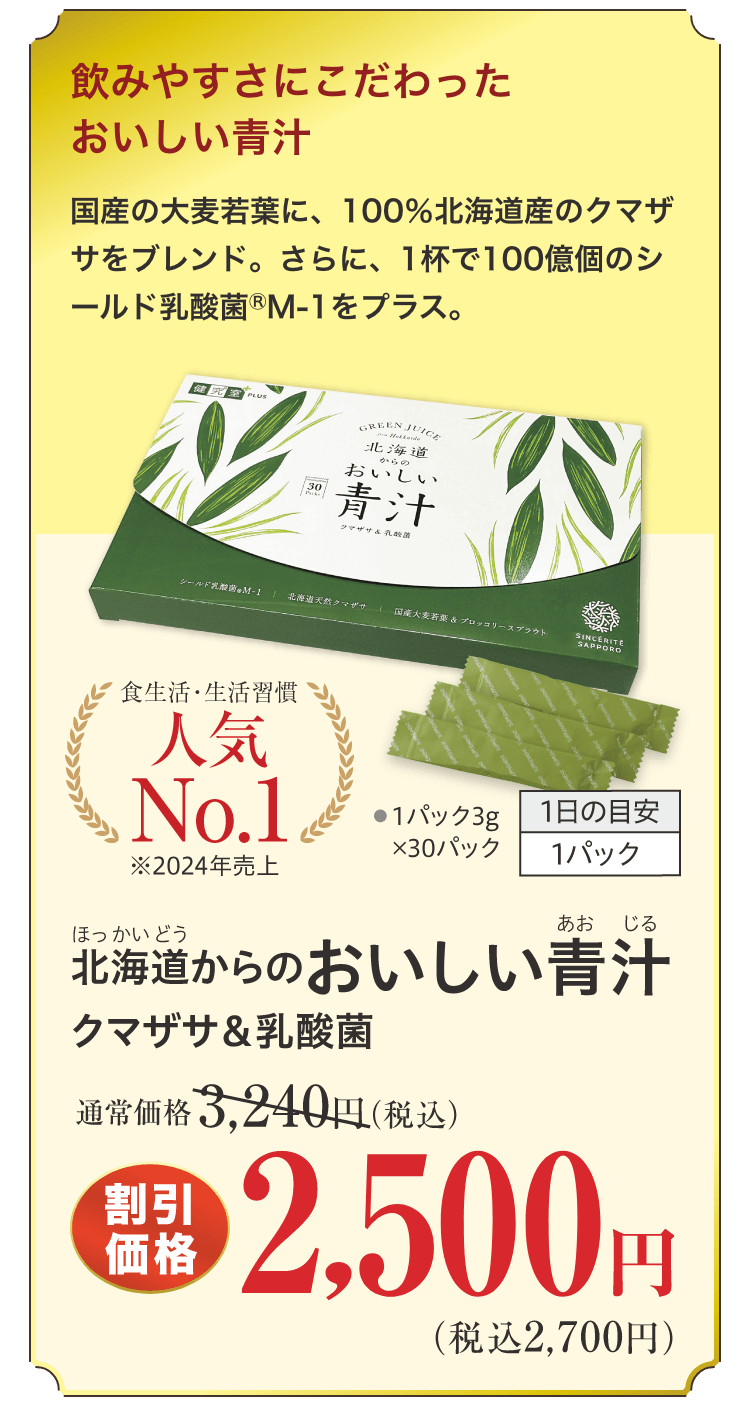 飲みやすさにこだわった
おいしい青汁
国産の大麦若葉に、100％北海道産のクマザ
サをブレンド。さらに、1杯で100億個のシ
ールド乳酸菌®M-1をプラス。
健究室+ PLUS
GREEN JUICE
from Hokkaido
北海道
からの
おいしい
30
Packs
青汁
クマザサ&乳酸菌
シールド乳酸菌®M-1 | 北海道天然クマザサ | 国産大麦若葉 & ブロッコリースプラウト
SINCÉRITÉ
SAPPORO
食生活・生活習慣
人気
No.1
※2024年売上
●1パック3g
×30パック
1日の目安
1パック
ほっかいどう あお じる
北海道からのおいしい青汁
クマザサ＆乳酸菌
通常価格3,240円(税込)
割引
価格
2,500円
(税込2,700円)